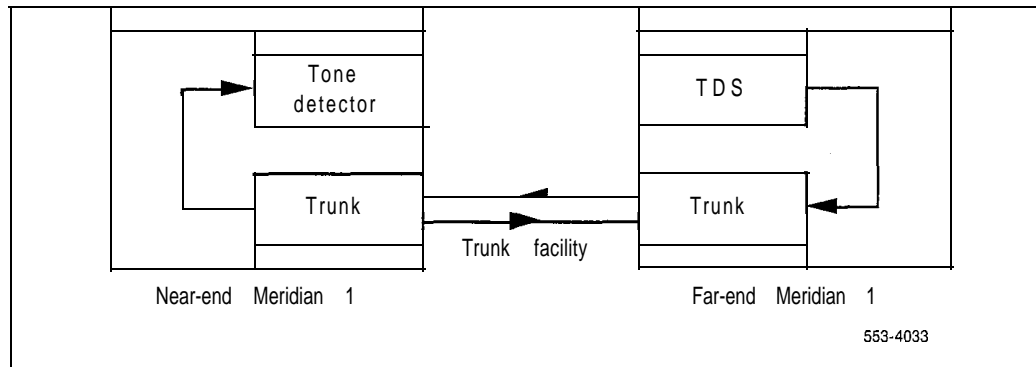 Tone
detector
TDS
Trunk
Trunk
Trunk facility
Near-end Meridian 1
Far-end Meridian 1
553-4033